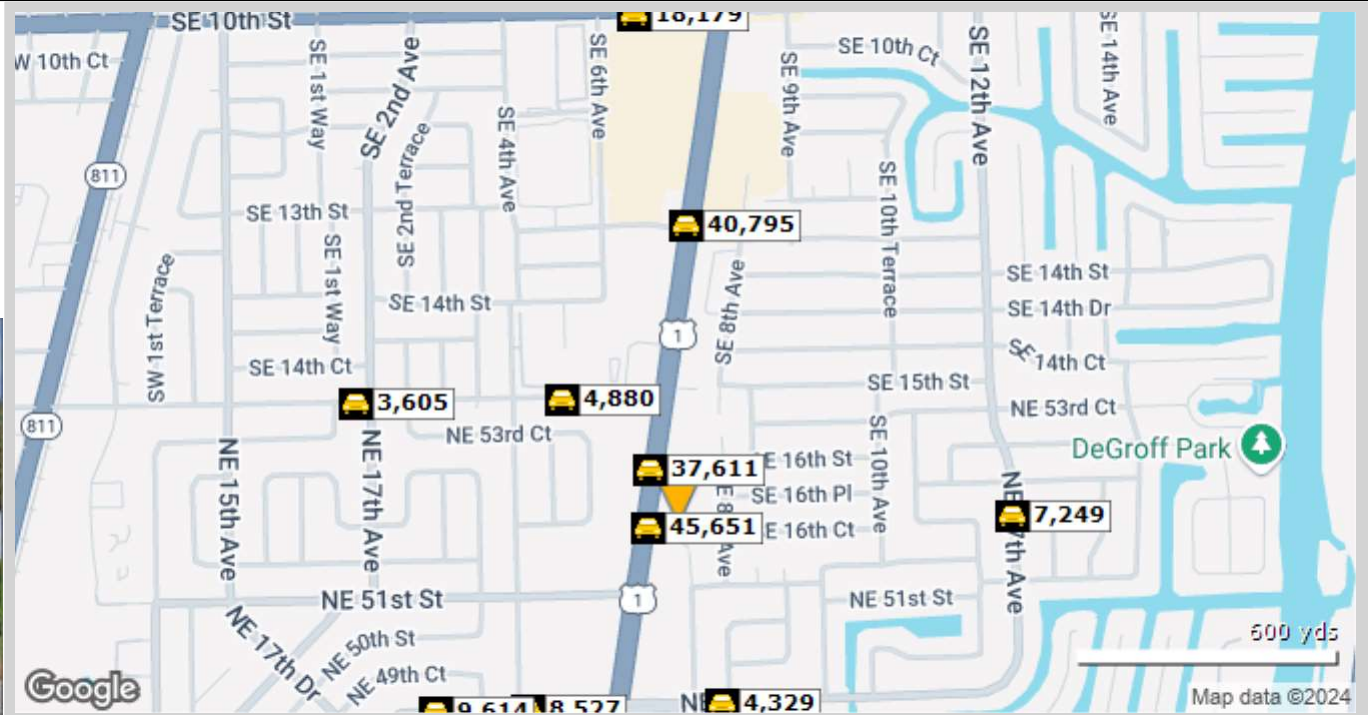 SE 10th St
18,179
W 10th Ct
SE 1st Way
SE 2nd Ave
SE 6th Ave
SE 9th Ave
SE 10th Ct
SE 12th Ave
SE 14th Ave
SE 2nd Terrace
SE 4th Ave
811
SE 10th Terrace
SE 13th St
40,795
SE 1st Way
SW 1st Terrace
SE 14th St
SE 8th Ave
SE 14th St
SE 14th Dr
1
SE 14th Ct
SE 14th Ct
SE 15th St
3,605
4,880
NE 53rd Ct
811
NE 53rd Ct
DeGroff Park
NE 15th Ave
NE 17th Ave
37,611
E 16th St
SE 10th Ave
SE 16th Pl
45,651
E 16th Ct
7,249
NE 51st St
1
NE 51st St
NE 17th Dr
NE 50th St
600 yds
NE 49th Ct
Google
9,614
8,527
4,329
Map data ©2024